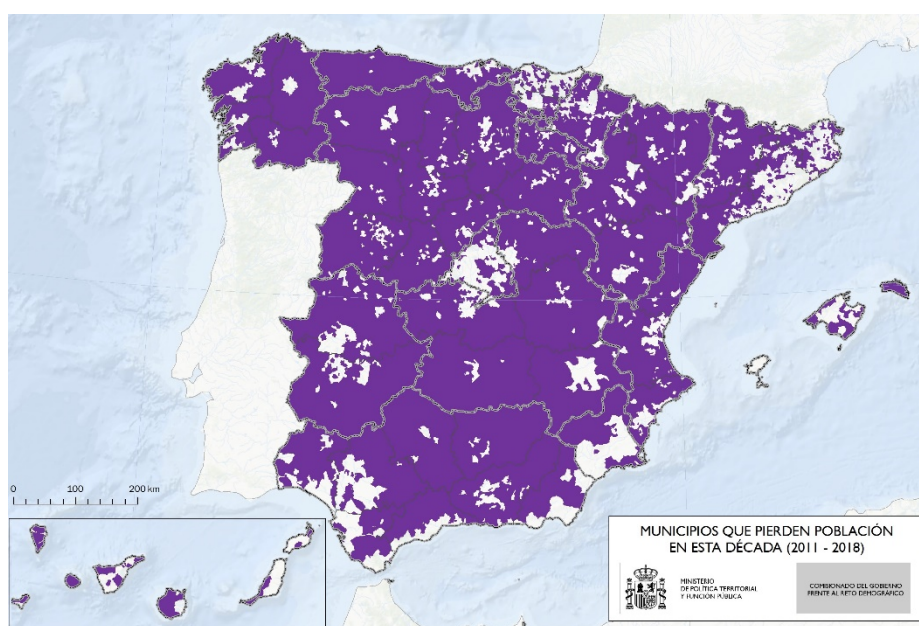 0 100 200 km
MUNICIPIOS QUE PIERDEN POBLACIÓN
EN ESTA DÉCADA (2011 - 2018)
MINISTERIO
DE POLÍTICA TERRITORIAL
Y FUNCIÓN PÚBLICA
COMISIONADO DEL GOBIERNO
FRENTE AL RETO DEMOGRÁFICO